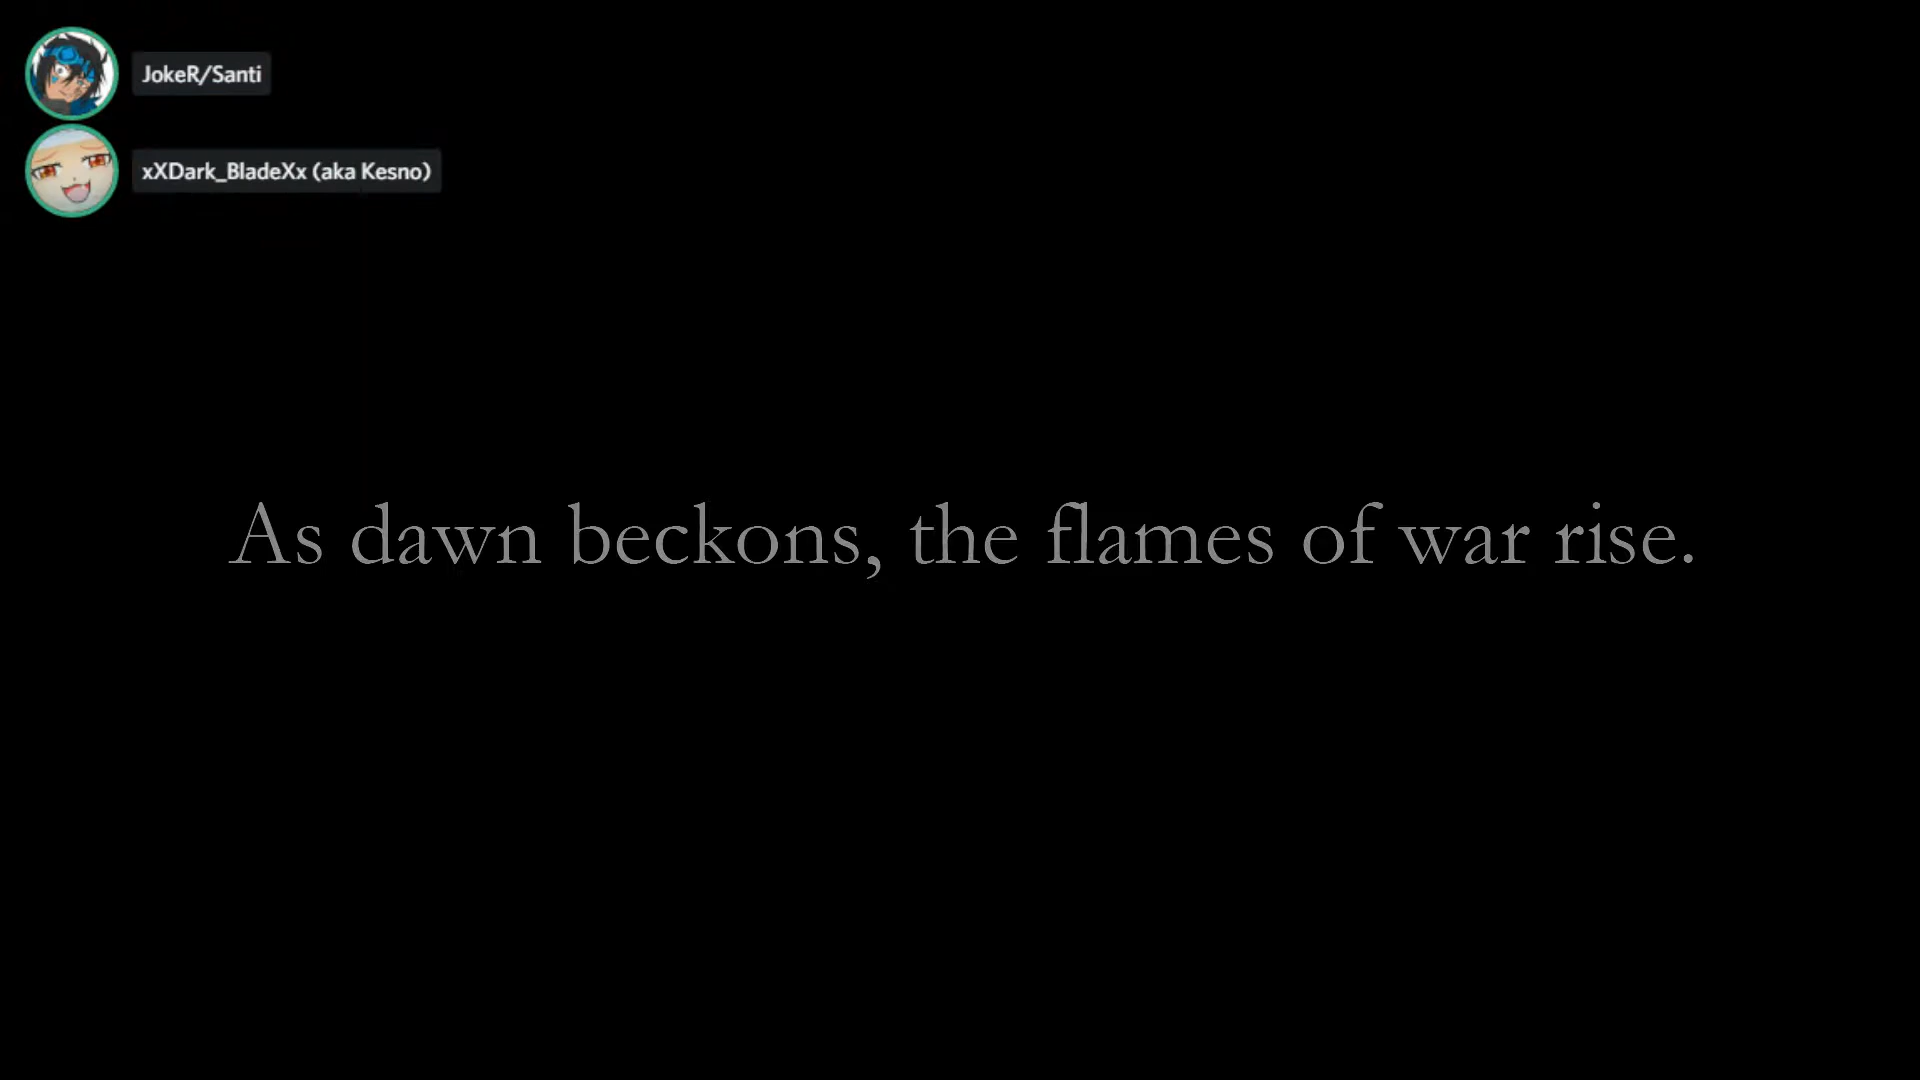 JokeR/Santi
xXDark_BladeXx (aka Kesno)
As dawn beckons, the flames of war rise.